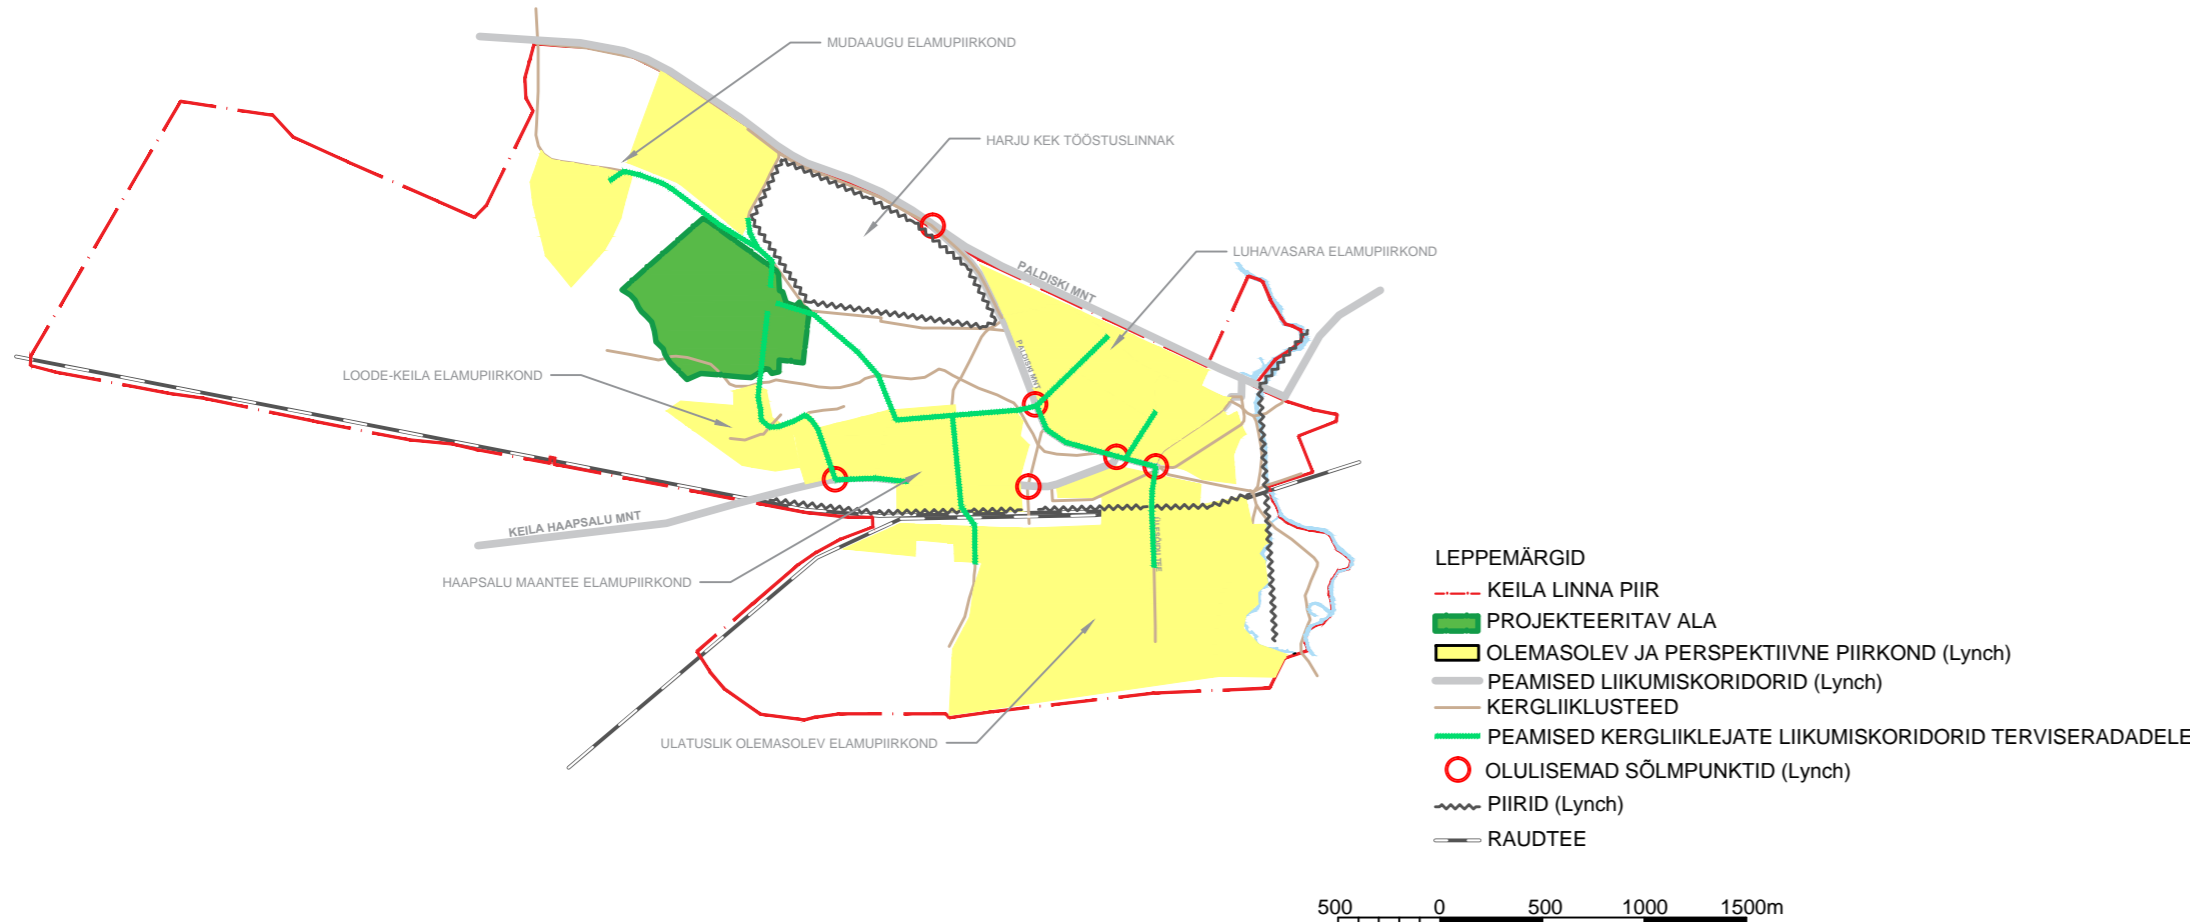 MUDAAUGU ELAMUPIIRKOND
HARJU KEK TÖÖSTUSLINNAK
LUHA/VASARA ELAMUPIIRKOND
PALDISKI MNT
PALDISKI MNT
LOODE-KEILA ELAMUPIIRKOND
KEILA HAAPSALU MNT
ÜLESÕIDU TEE
HAAPSALU MAANTEE ELAMUPIIRKOND
ULATUSLIK OLEMASOLEV ELAMUPIIRKOND
LEPPEMÄRGID
KEILA LINNA PIIR
PROJEKTEERITAV ALA
OLEMASOLEV JA PERSPEKTIIVNE PIIRKOND (Lynch)
PEAMISED LIIKUMISKORIDORID (Lynch)
KERGLIIKLUSTEED
PEAMISED KERGLIIKLEJATE LIIKUMISKORIDORID TERVISERADADELE
OLULISEMAD SÕLMPUNKTID (Lynch)
PIIRID (Lynch)
RAUDTEE
500 0 500 1000 1500m